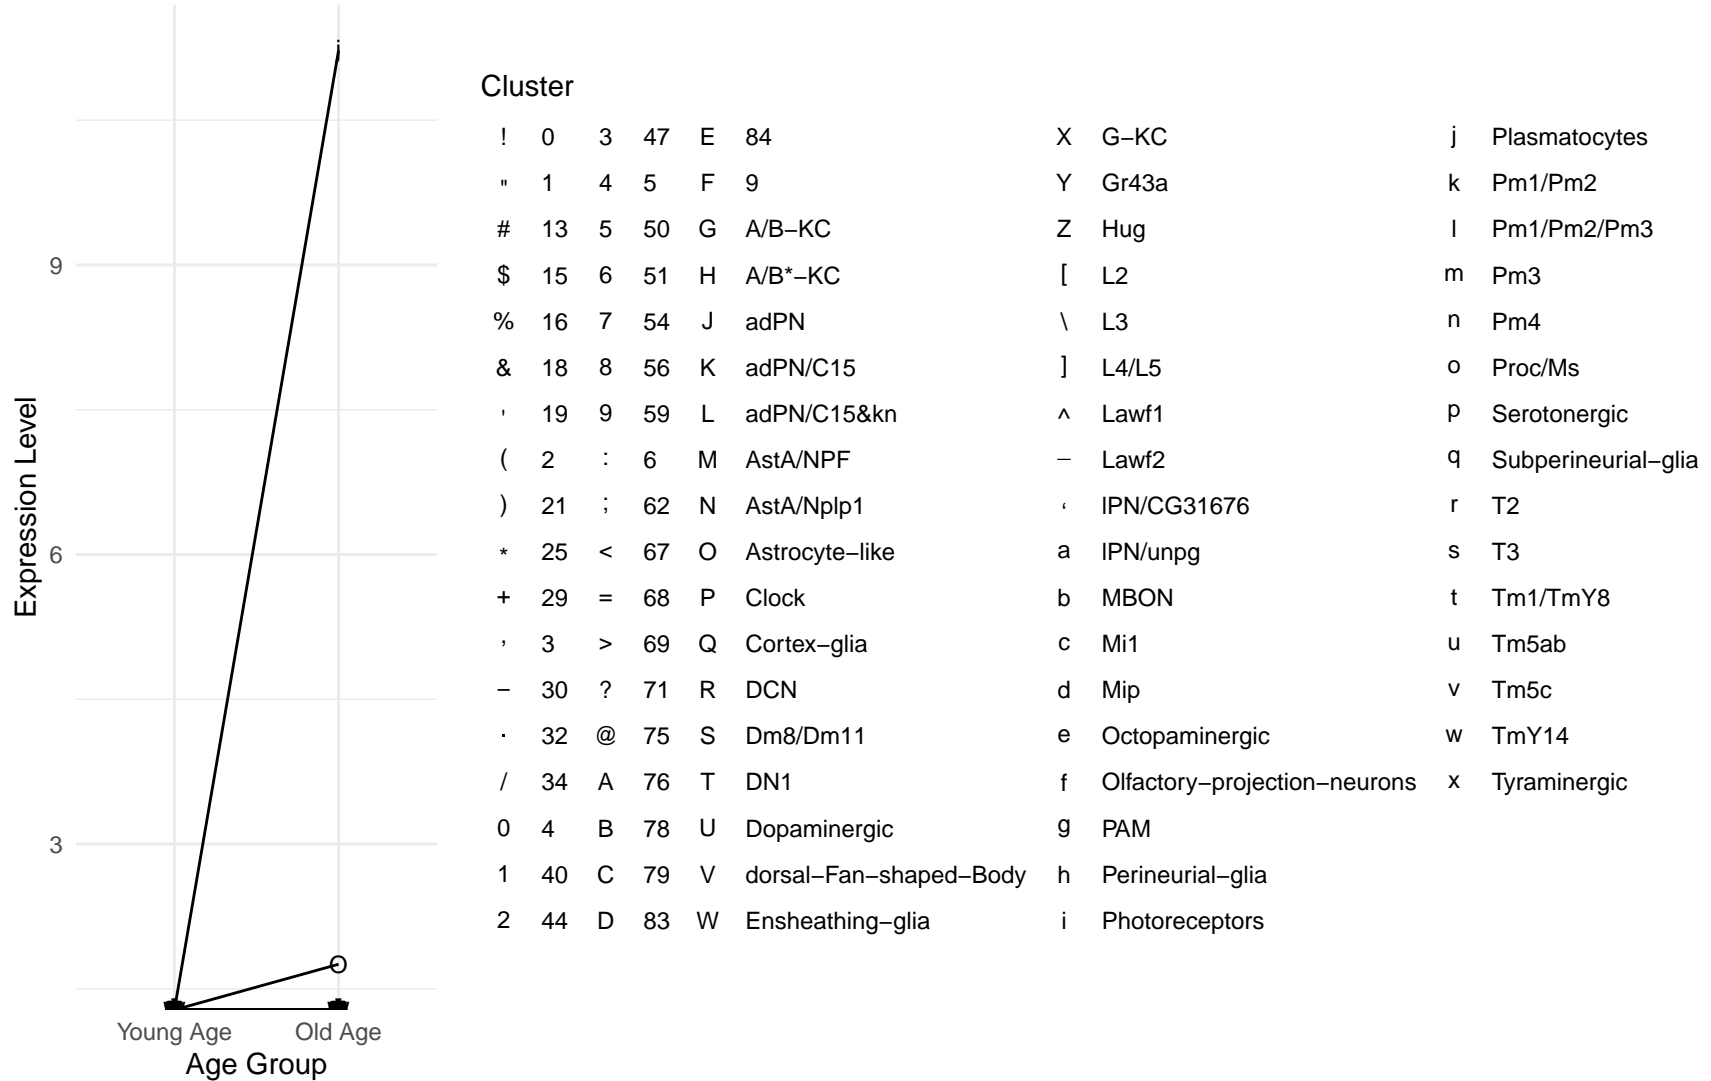 Cluster
! 0 3 47 E 84 X G−KC j Plasmatocytes
" 1 4 5 F 9 Y Gr43a k Pm1/Pm2
# 13 5 50 G A/B−KC Z Hug l Pm1/Pm2/Pm3
$ 15 6 51 H A/B*−KC [ L2 m Pm3
% 16 7 54 J adPN \ L3 n Pm4
& 18 8 56 K adPN/C15 ] L4/L5 o Proc/Ms
' 19 9 59 L adPN/C15&kn ^ Lawf1 p Serotonergic
( 2 : 6 M AstA/NPF − Lawf2 q Subperineurial−glia
) 21 ; 62 N AstA/Nplp1 ‘ lPN/CG31676 r T2
* 25 < 67 O Astrocyte−like a lPN/unpg s T3
+ 29 = 68 P Clock b MBON t Tm1/TmY8
, 3 > 69 Q Cortex−glia c Mi1 u Tm5ab
− 30 ? 71 R DCN d Mip v Tm5c
. 32 @ 75 S Dm8/Dm11 e Octopaminergic w TmY14
/ 34 A 76 T DN1 f Olfactory−projection−neurons x Tyraminergic
0 4 B 78 U Dopaminergic g PAM
1 40 C 79 V dorsal−Fan−shaped−Body h Perineurial−glia
2 44 D 83 W Ensheathing−glia i Photoreceptors
Expression Level
9
6
3
j
O
Young Age Old Age
Age Group